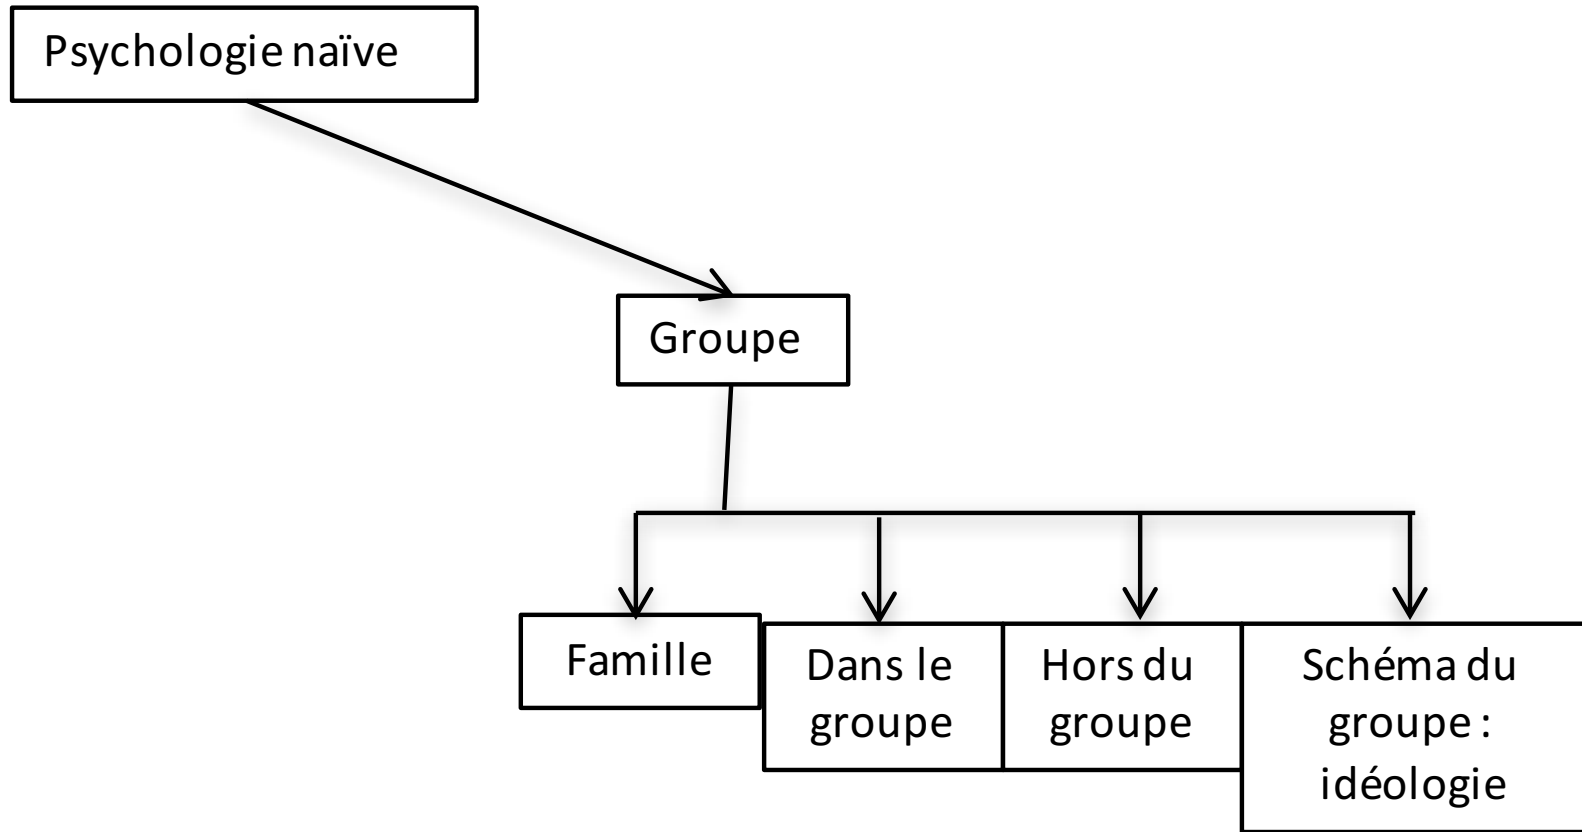 Psychologie naïve
Groupe
Famille
Dans le
groupe
Hors du
groupe
Schéma du
groupe :
idéologie